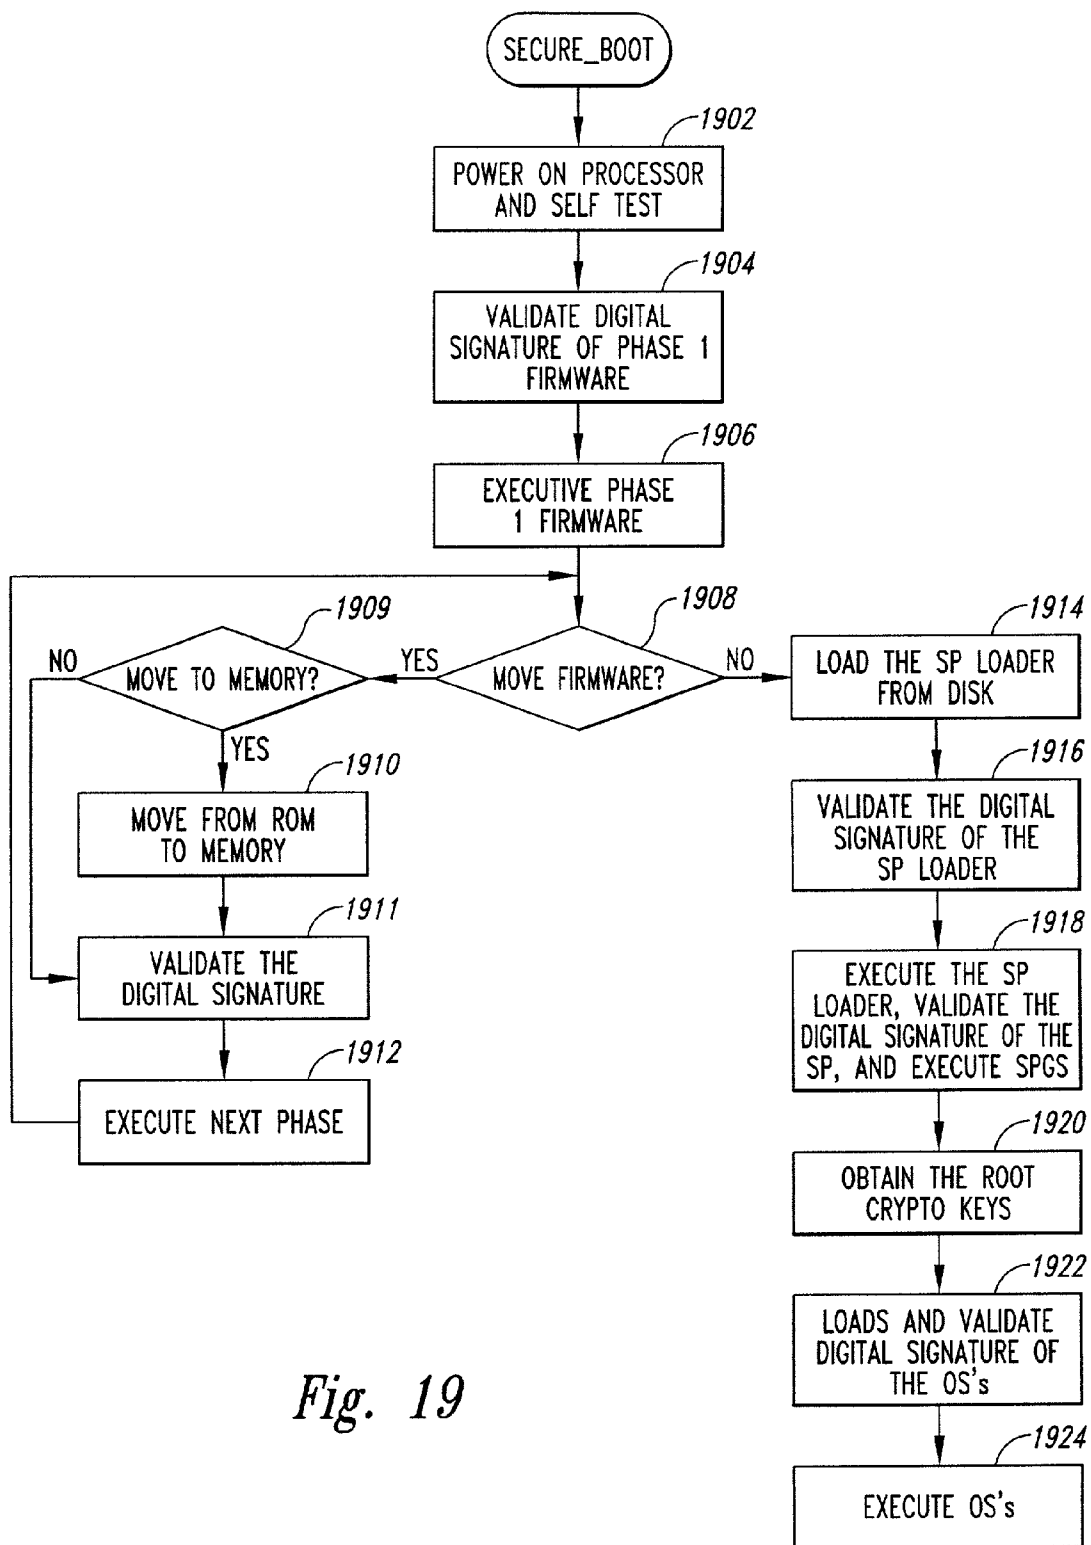 SECURE_BOOT
1902
POWER ON PROCESSOR
AND SELF TEST
1904
VALIDATE DIGITAL
SIGNATURE OF PHASE 1
FIRMWARE
1906
EXECUTIVE PHASE
1 FIRMWARE
1908
MOVE FIRMWARE?
YES
NO
1909
MOVE TO MEMORY?
NO
YES
1910
MOVE FROM ROM
TO MEMORY
1911
VALIDATE THE
DIGITAL SIGNATURE
1912
EXECUTE NEXT PHASE
1914
LOAD THE SP LOADER
FROM DISK
1916
VALIDATE THE DIGITAL
SIGNATURE OF THE
SP LOADER
1918
EXECUTE THE SP
LOADER, VALIDATE THE
DIGITAL SIGNATURE OF THE
SP, AND EXECUTE SPGS
1920
OBTAIN THE ROOT
CRYPTO KEYS
1922
LOADS AND VALIDATE
DIGITAL SIGNATURE OF
THE OS's
1924
EXECUTE OS's
Fig. 19